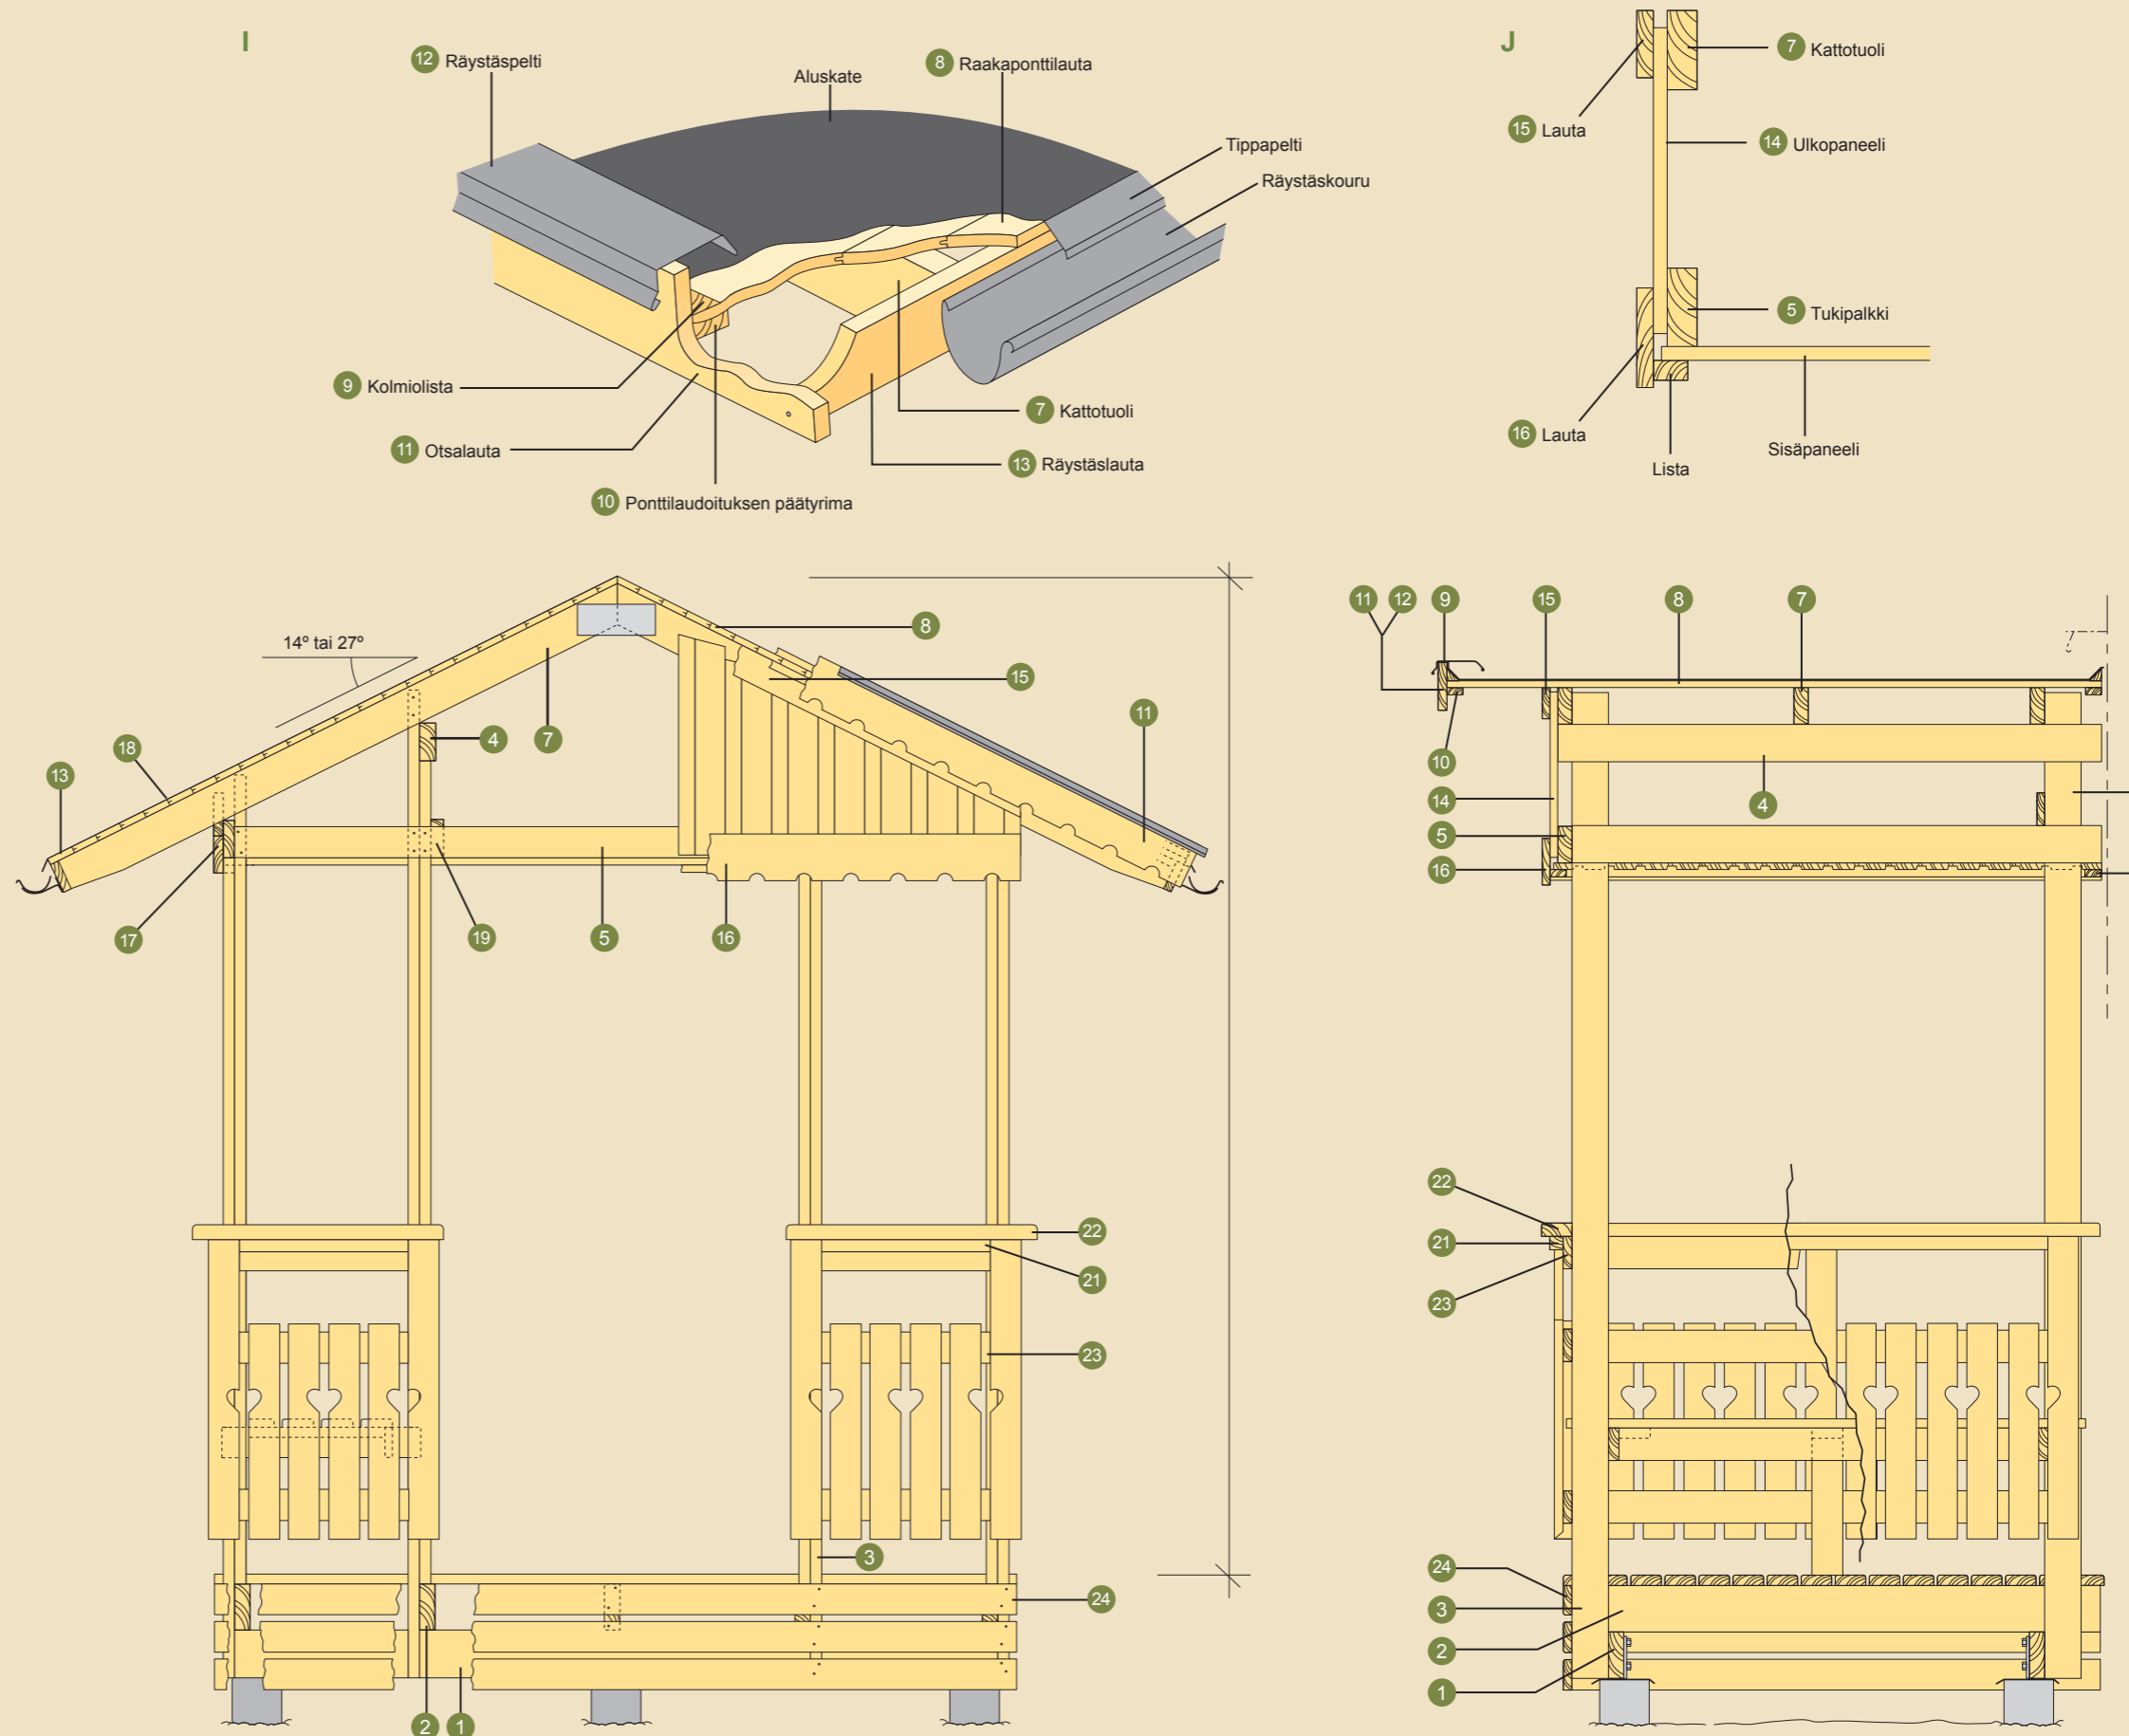 I
12 Räystäspelti
Aluskate
8 Raakaponttilauta
Tippapelti
Räystäskouru
9 Kolmiolista
11 Otsalauta
10 Ponttilaudoituksen päätyrima
7 Kattotuoli
13 Räystäslauta
J
7 Kattotuoli
15 Lauta
14 Ulkopaneeli
5 Tukipalkki
16 Lauta
Lista
Sisäpaneeli
14º tai 27º
8
15
11
4
7
18
13
17
19
5
16
22
21
23
3
24
2
1
11
12
9
15
8
7
10
14
4
5
16
22
21
23
24
3
2
1